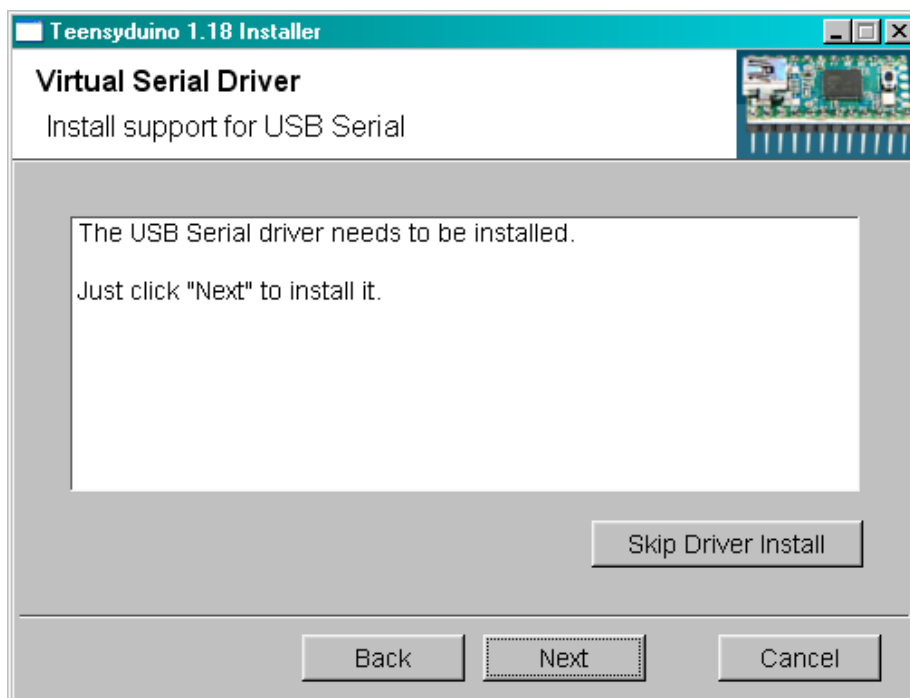 Teensyduino 1.18 Installer
Virtual Serial Driver
Install support for USB Serial
The USB Serial driver needs to be installed.
Just click "Next" to install it.
Skip Driver Install
Back
Next
Cancel